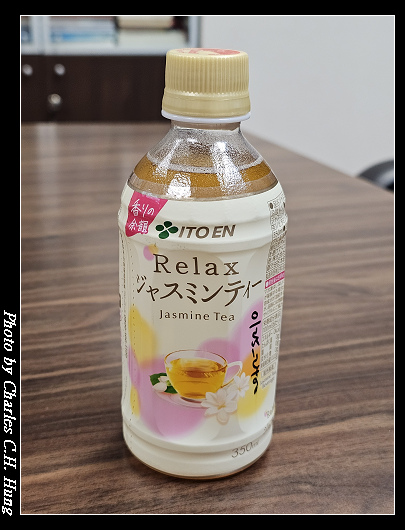 香りの
余韻
ITO EN
Relax
ジャスミンティー
Jasmine Tea
350
Photo by Charles C.H. Hung